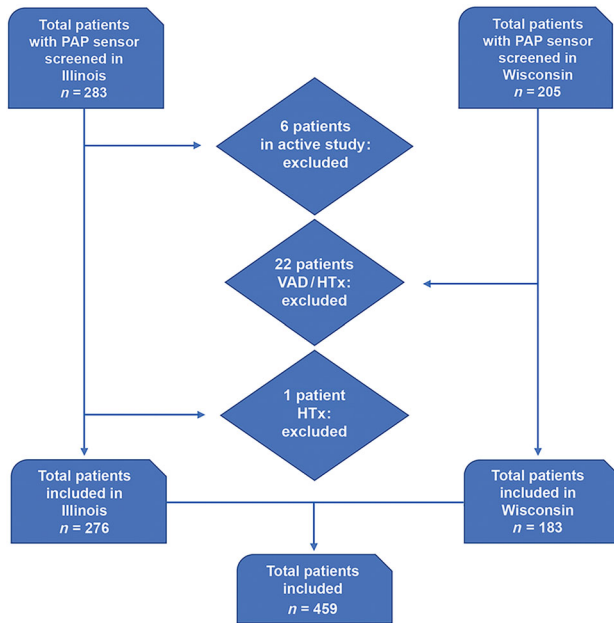 Total patients
with PAP sensor
screened in
Illinois
n = 283
Total patients
with PAP sensor
screened in
Wisconsin
n = 205
6 patients
in active study:
excluded
22 patients
VAD/HTx:
excluded
1 patient
HTx:
excluded
Total patients
included in
Illinois
n = 276
Total patients
included in
Wisconsin
n = 183
Total patients
included
n = 459